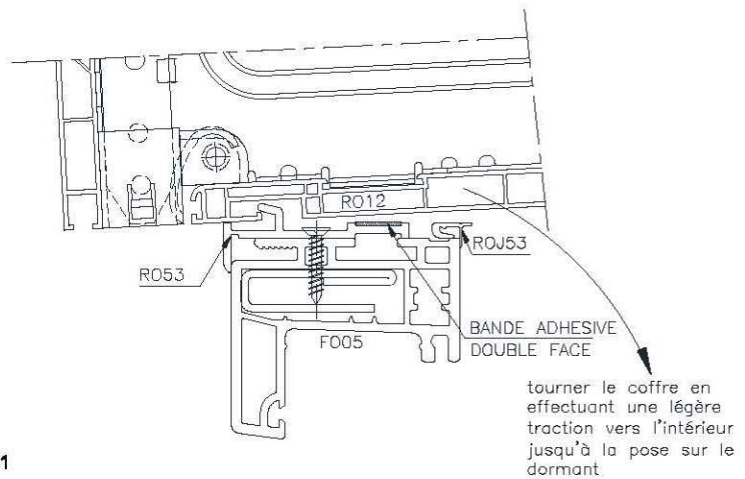 RO12
RO53
ROJ53
FO05
BANDE ADHESIVE
DOUBLE FACE
tourner le coffre en
effectuant une légère
traction vers l'intérieur
jusqu'à la pose sur le
dormant
1